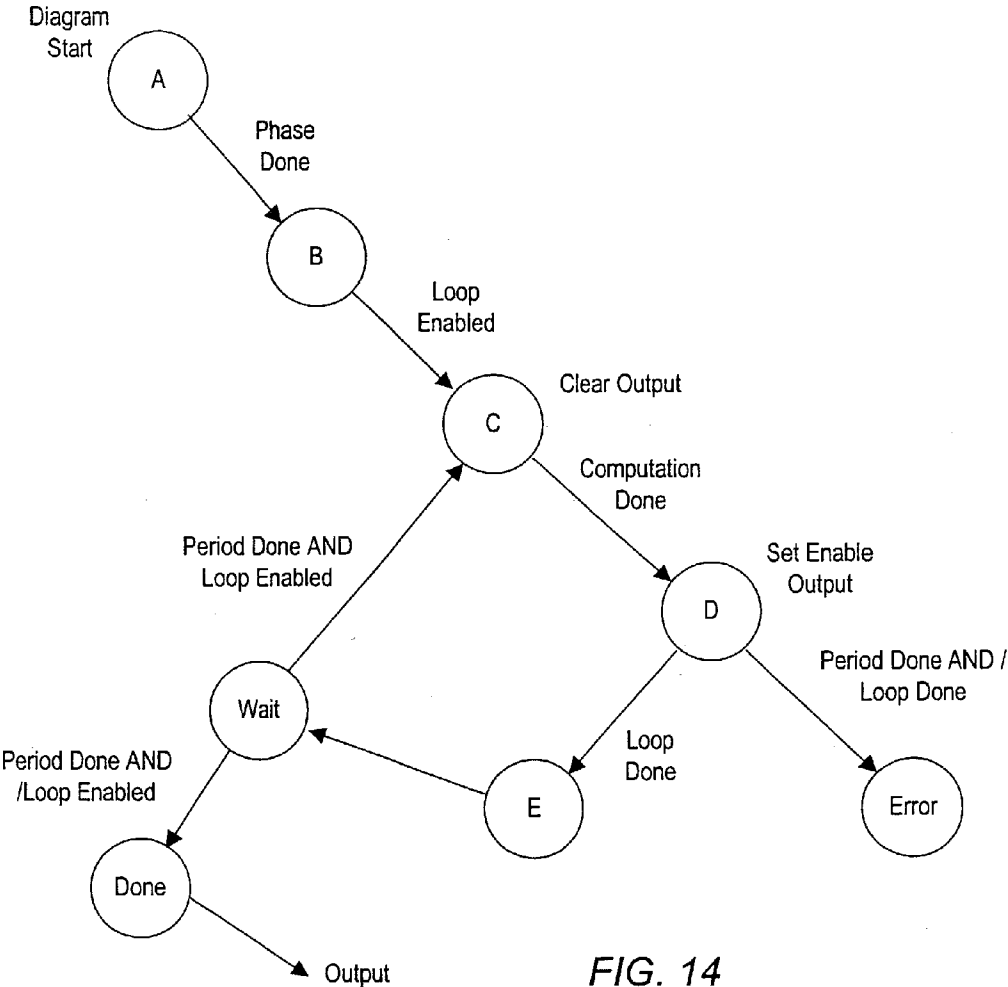 Diagram
Start
A
Phase
Done
B
Loop
Enabled
C
Clear Output
Computation
Done
Period Done AND
Loop Enabled
Set Enable
Output
D
Period Done AND /
Loop Done
Wait
Loop
Done
Period Done AND
/Loop Enabled
E
Error
Done
Output
FIG. 14